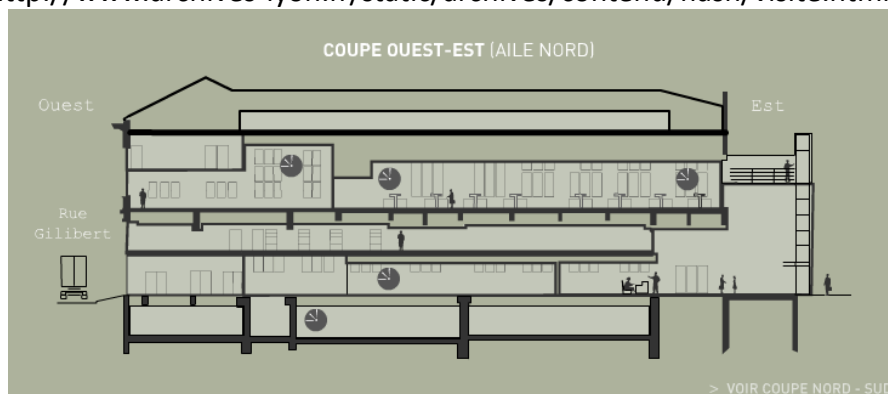 COUPE OUEST-EST (AILE NORD)
Ouest
Est
Rue
Gilibert
> VOIR COUPE NORD - SUD